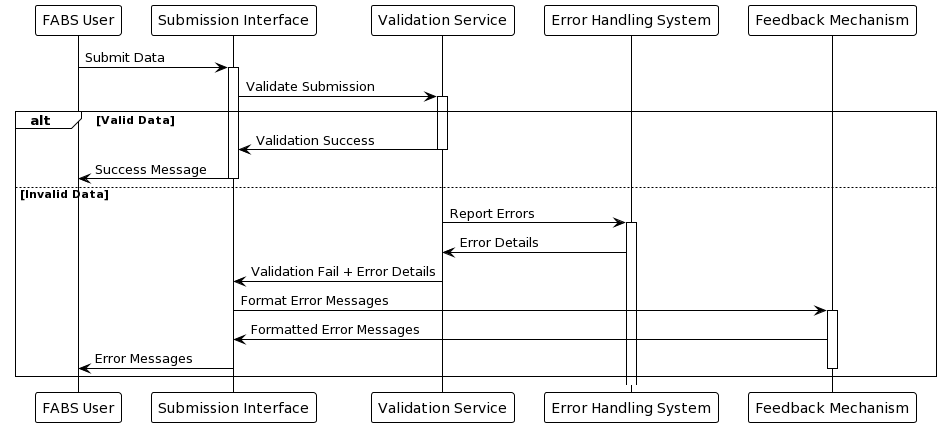 FABS User
Submission Interface
Validation Service
Error Handling System
Feedback Mechanism
Submit Data
Validate Submission
alt
[Valid Data]
Validation Success
Success Message
[Invalid Data]
Report Errors
Error Details
Validation Fail + Error Details
Format Error Messages
Formatted Error Messages
Error Messages
FABS User
Submission Interface
Validation Service
Error Handling System
Feedback Mechanism